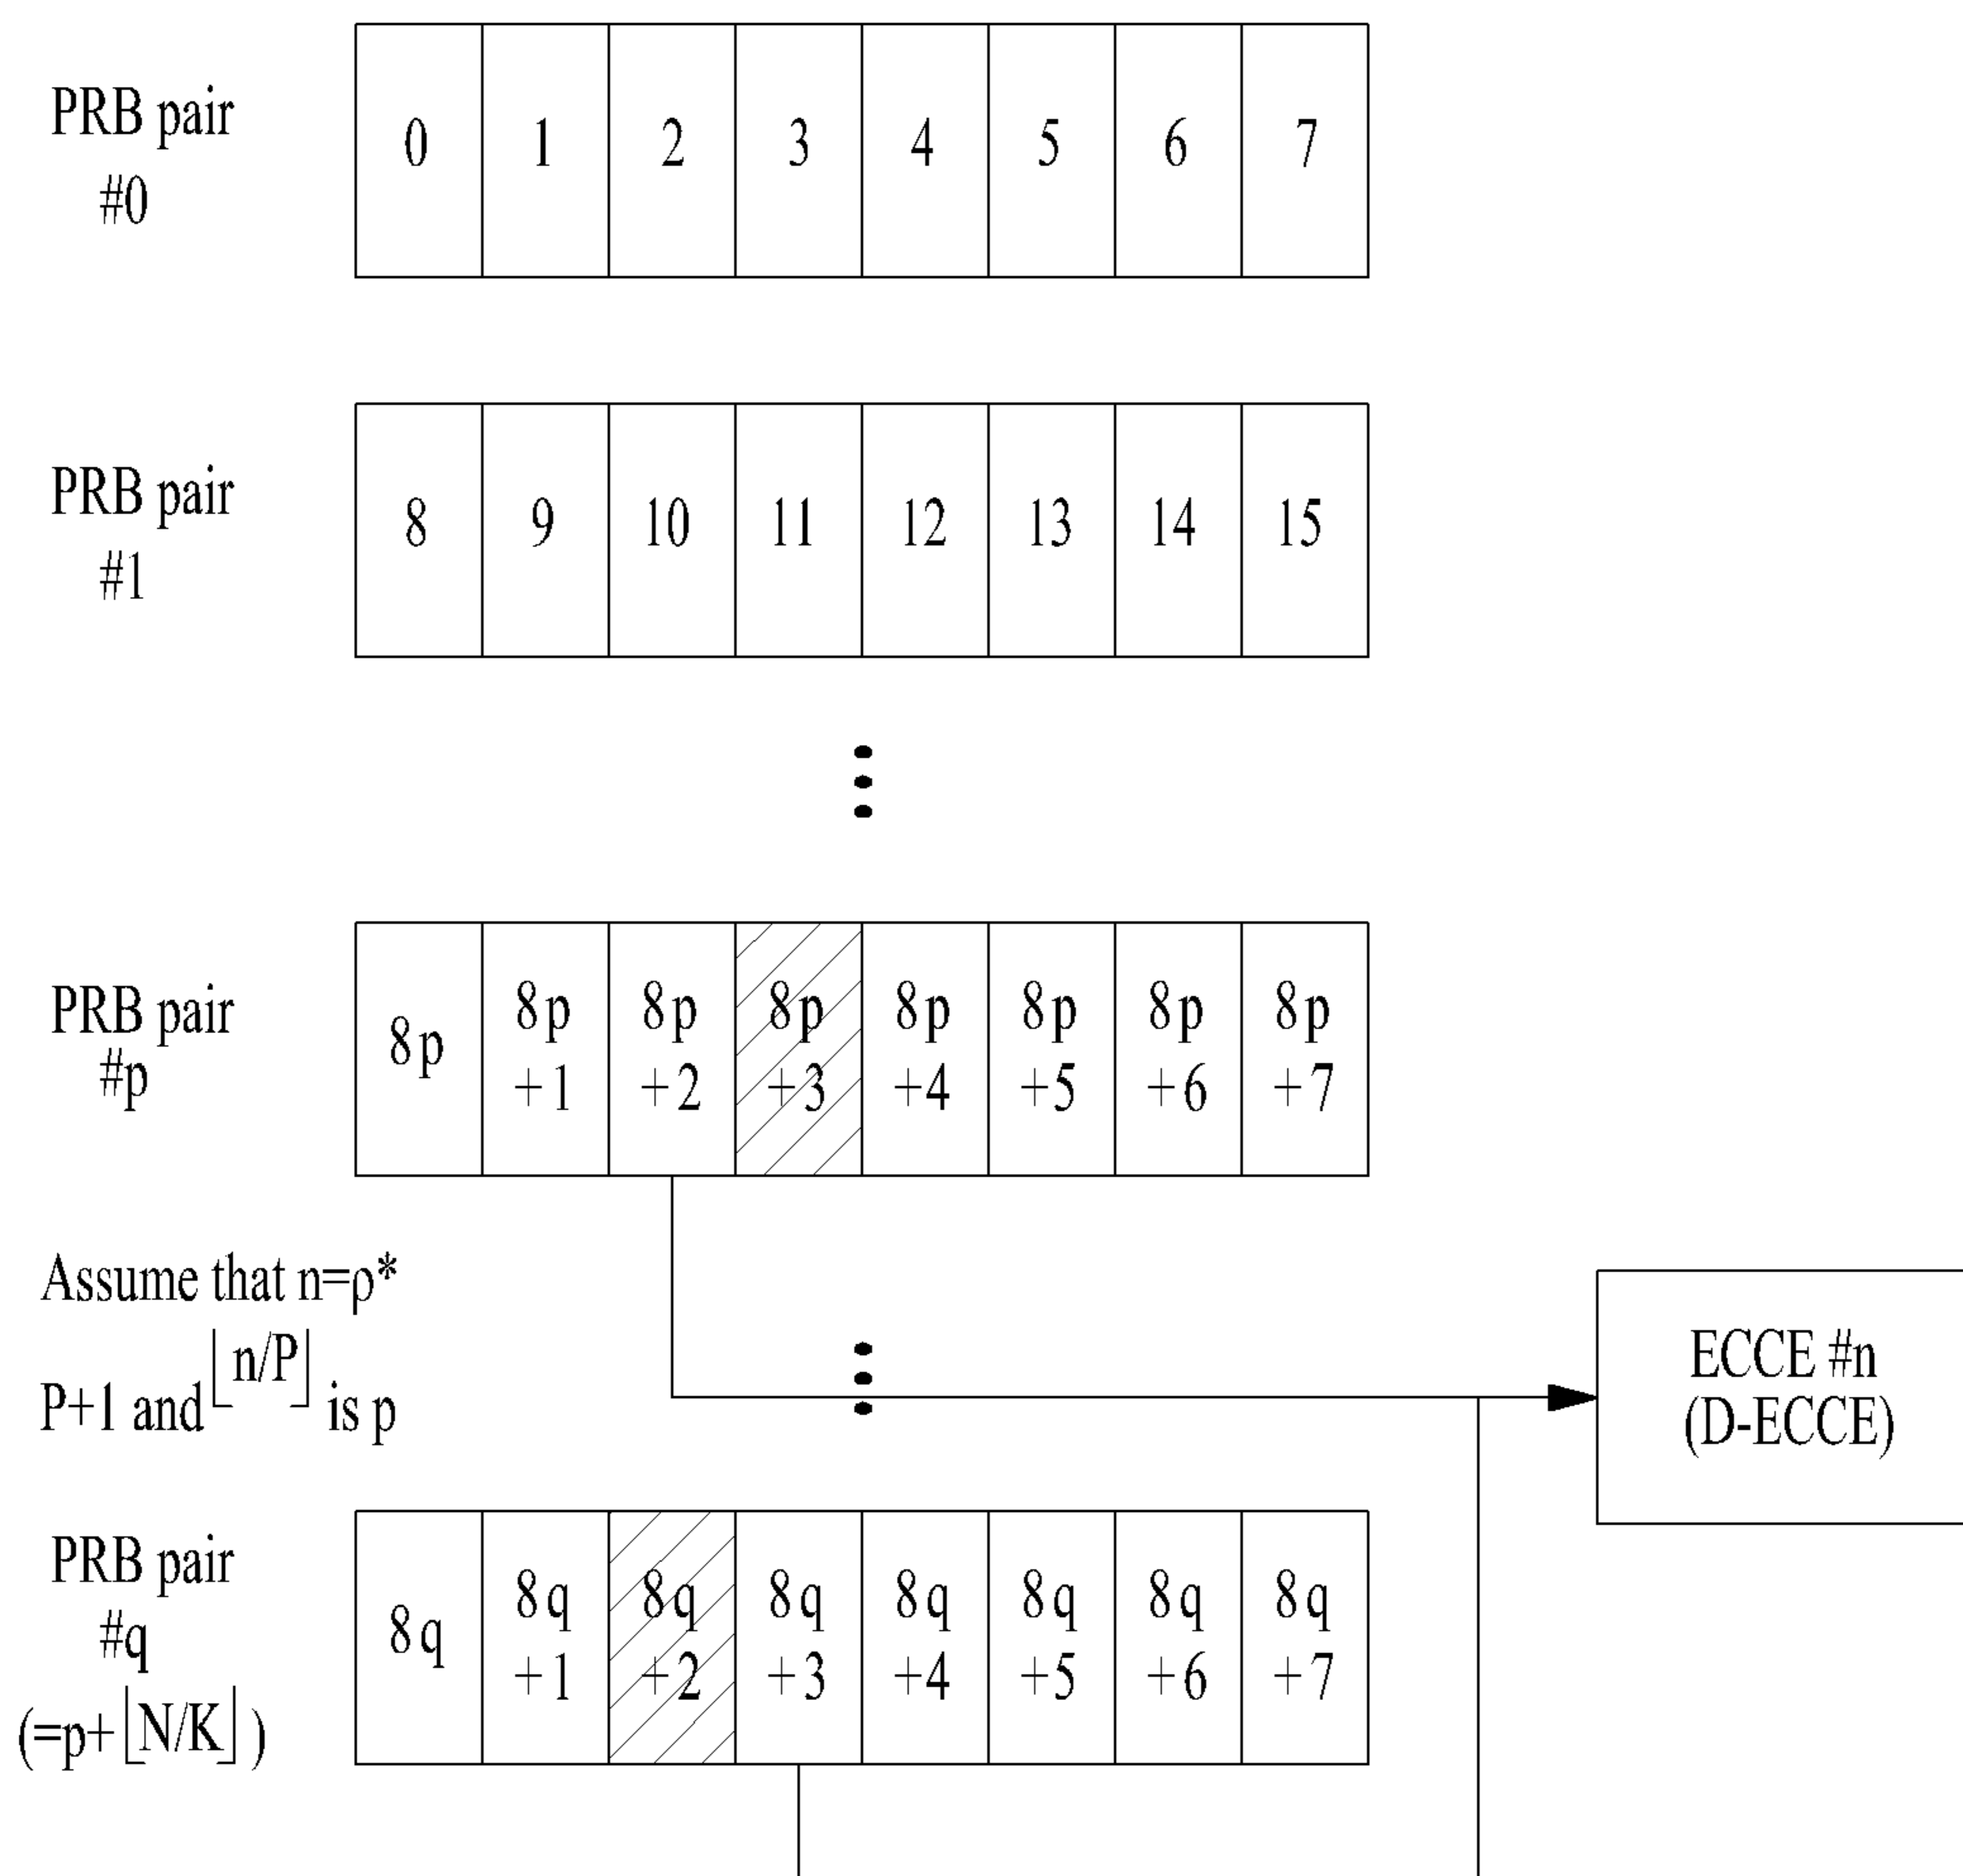 PRB pair
#0
0 1 2 3 4 5 6 7
PRB pair
#1
8 9 10 11 12 13 14 15
PRB pair
#p
8p 8p+1 8p+2 8p+3 8p+4 8p+5 8p+6 8p+7
Assume that n=ρ*
P+1 and ⌊n/P⌋ is p
ECCE #n
(D-ECCE)
PRB pair
#q
(=p+⌊N/K⌋)
8q 8q+1 8q+2 8q+3 8q+4 8q+5 8q+6 8q+7